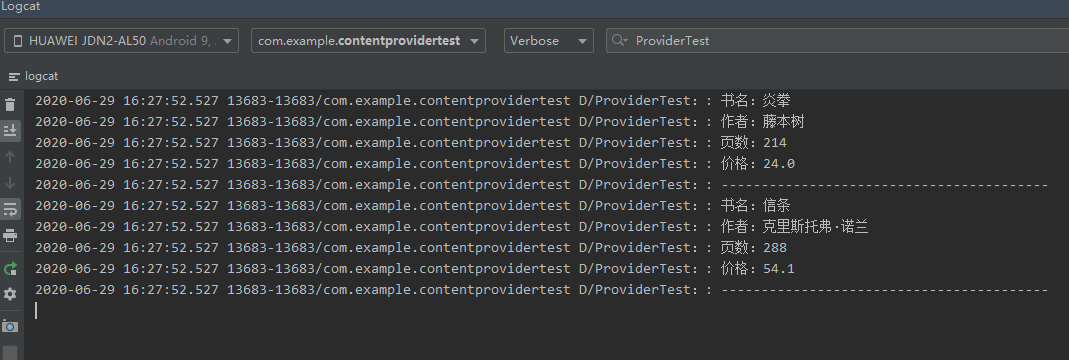 Logcat
HUAWEI JDN2-AL50 Android 9, .
com.example.contentprovidertest
Verbose
ProviderTest
logcat
2020-06-29 16:27:52.527 13683-13683/com.example.contentprovidertest D/ProviderTest: : 书名：炎拳
2020-06-29 16:27:52.527 13683-13683/com.example.contentprovidertest D/ProviderTest: : 作者：藤本树
2020-06-29 16:27:52.527 13683-13683/com.example.contentprovidertest D/ProviderTest: : 页数：214
2020-06-29 16:27:52.527 13683-13683/com.example.contentprovidertest D/ProviderTest: : 价格：24.0
2020-06-29 16:27:52.527 13683-13683/com.example.contentprovidertest D/ProviderTest: : -----------------------------------------
2020-06-29 16:27:52.527 13683-13683/com.example.contentprovidertest D/ProviderTest: : 书名：信条
2020-06-29 16:27:52.527 13683-13683/com.example.contentprovidertest D/ProviderTest: : 作者：克里斯托弗·诺兰
2020-06-29 16:27:52.527 13683-13683/com.example.contentprovidertest D/ProviderTest: : 页数：288
2020-06-29 16:27:52.527 13683-13683/com.example.contentprovidertest D/ProviderTest: : 价格：54.1
2020-06-29 16:27:52.527 13683-13683/com.example.contentprovidertest D/ProviderTest: : -----------------------------------------